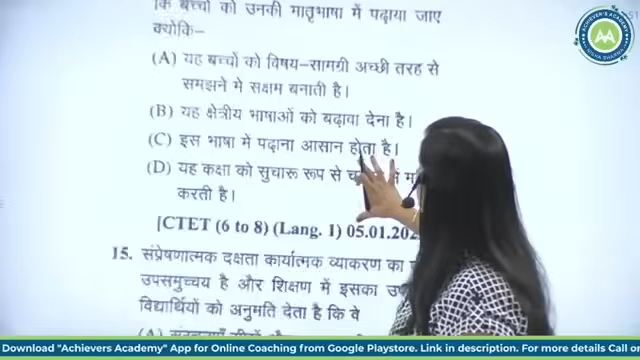 कि बच्चों को उनकी मातृभाषा में पढ़ाया जाए
क्योंकि–
(A) यह बच्चों को विषय–सामग्री अच्छी तरह से
समझने मे सक्षम बनाती है।
(B) यह क्षेत्रीय भाषाओं को बढ़ावा देना है।
(C) इस भाषा में पढ़ाना आसान होता है।
(D) यह कक्षा को सुचारू रूप से
करती है।
[CTET (6 to 8) (Lang. I) 05.01.202
15. संप्रेषणात्मक दक्षता कार्यात्मक व्याकरण का
उपसमुच्चय है और शिक्षण में इसका
विद्यार्थियों को अनुमति देता है कि वे
(A)
ACHIEVER'S ACADEMY
Download "Achievers Academy" App for Online Coaching from Google Playstore. Link in description. For more details Call or